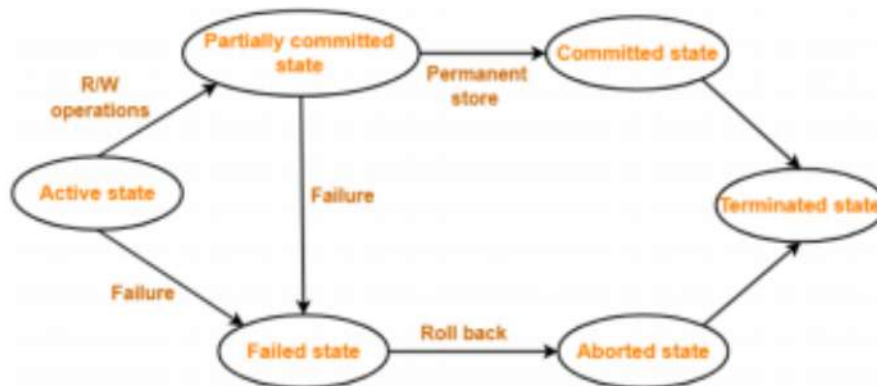 Partially committed
state
Committed state
R/W
operations
Permanent
store
Active state
Failure
Terminated state
Failure
Failed state
Roll back
Aborted state